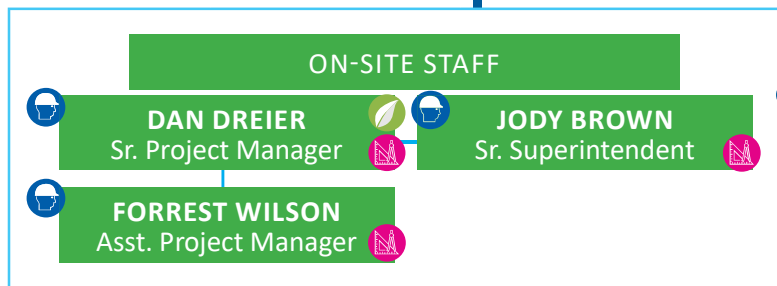 ON-SITE STAFF
DAN DREIER
Sr. Project Manager
JODY BROWN
Sr. Superintendent
FORREST WILSON
Asst. Project Manager